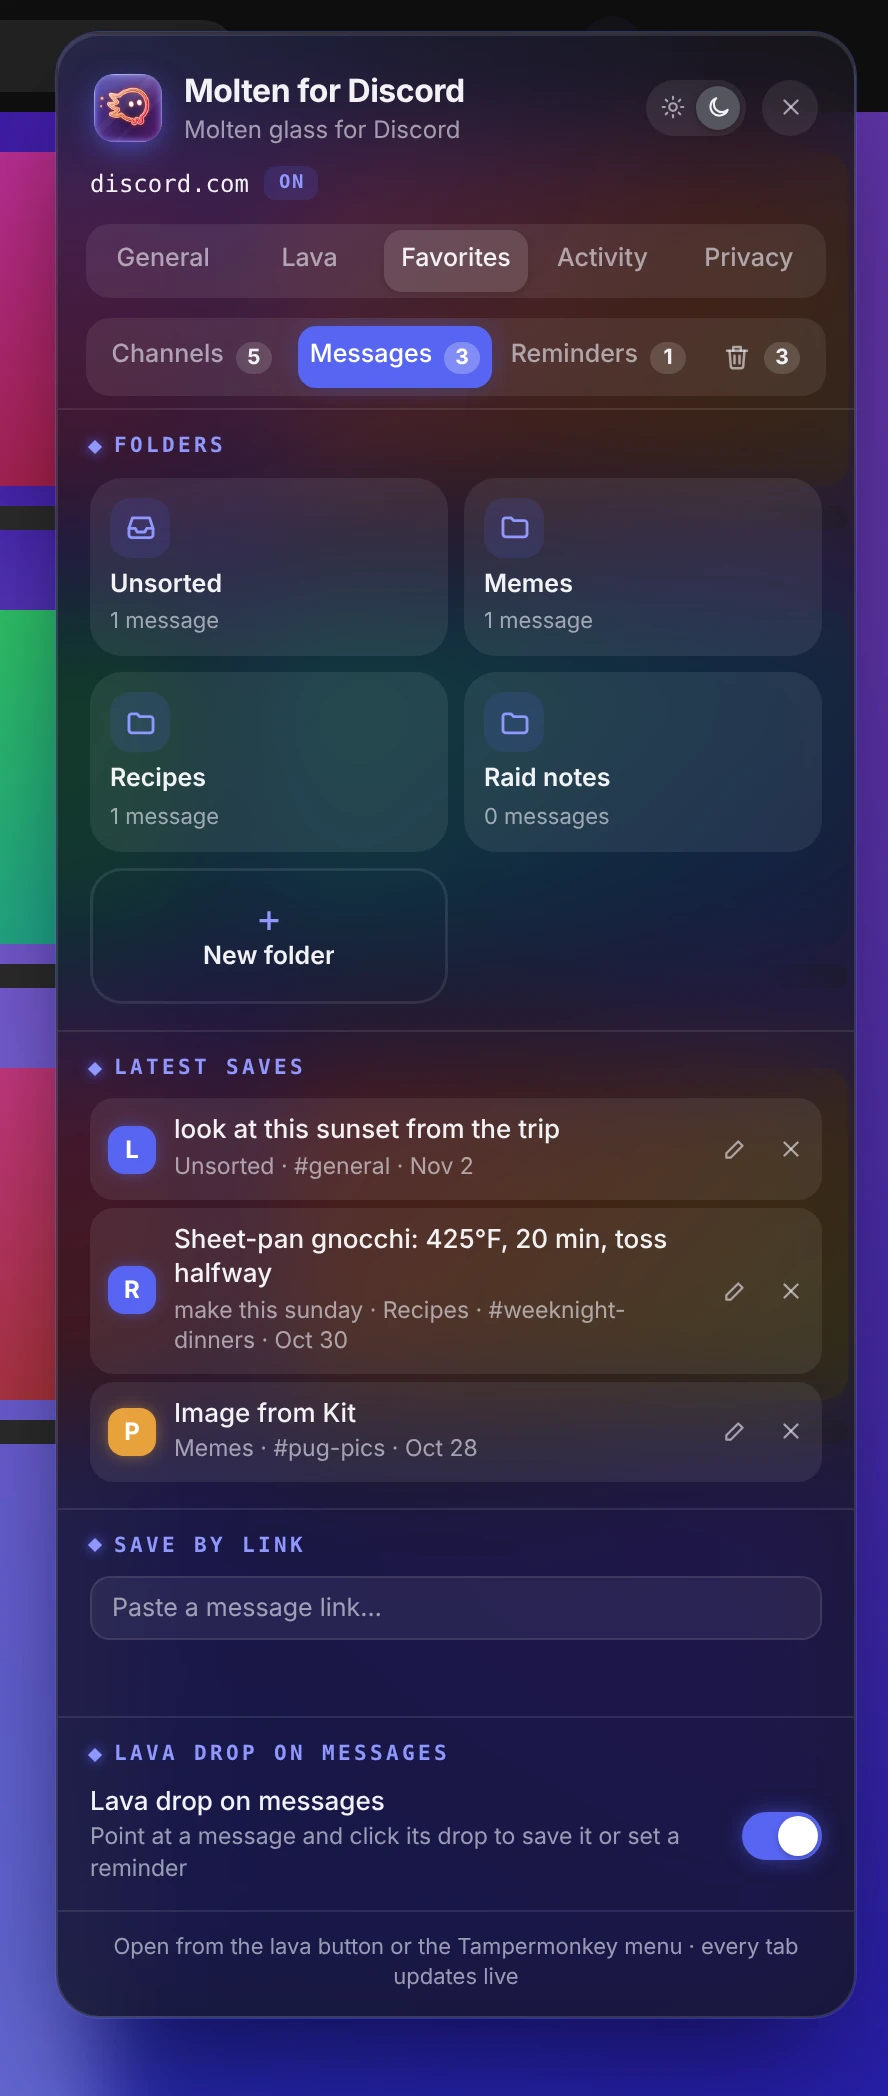 Molten for Discord
Molten glass for Discord
discord.com ON
General Lava Favorites Activity Privacy
Channels 5 Messages 3 Reminders 1 3
FOLDERS
Unsorted
1 message
Memes
1 message
Recipes
1 message
Raid notes
0 messages
+
New folder
LATEST SAVES
L
look at this sunset from the trip
Unsorted · #general · Nov 2
R
Sheet-pan gnocchi: 425°F, 20 min, toss
halfway
make this sunday · Recipes · #weeknight-
dinners · Oct 30
P
Image from Kit
Memes · #pug-pics · Oct 28
SAVE BY LINK
Paste a message link...
LAVA DROP ON MESSAGES
Lava drop on messages
Point at a message and click its drop to save it or set a
reminder
Open from the lava button or the Tampermonkey menu · every tab
updates live